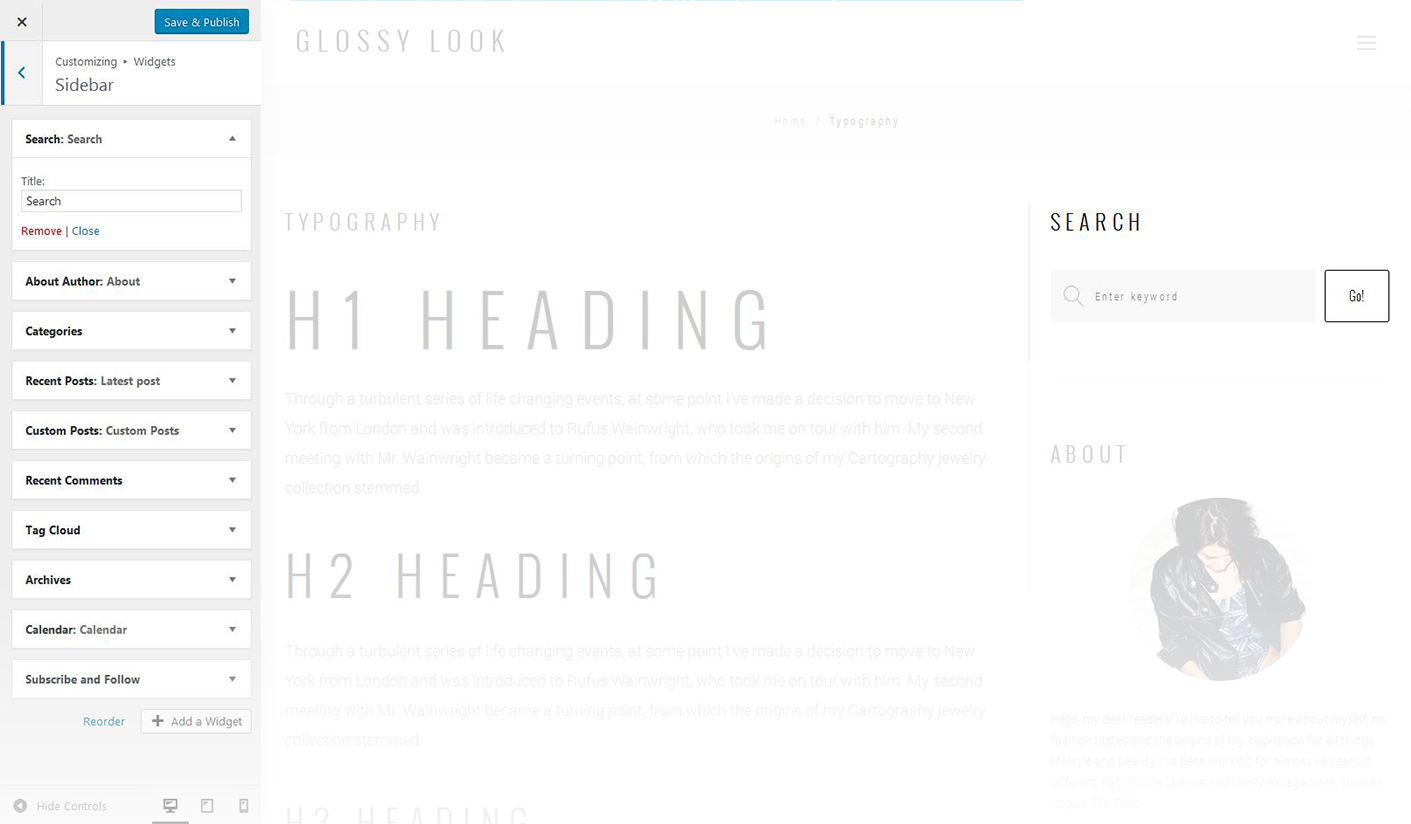 Save & Publish
Customizing ▸ Widgets
Sidebar
Search: Search
Title:
Search
Remove | Close
About Author: About
Categories
Recent Posts: Latest post
Custom Posts: Custom Posts
Recent Comments
Tag Cloud
Archives
Calendar: Calendar
Subscribe and Follow
Reorder
Add a Widget
Hide Controls
GLOSSY LOOK
Home / Typography
TYPOGRAPHY
H1 HEADING
Through a turbulent series of life changing events, at some point I've made a decision to move to New
York from London and was introduced to Rufus Wainwright, who took me on tour with him. My second
meeting with Mr. Wainwright became a turning point, from which the origins of my Cartography jewelry
collection stemmed.
H2 HEADING
Through a turbulent series of life changing events, at some point I've made a decision to move to New
York from London and was introduced to Rufus Wainwright, who took me on tour with him. My second
meeting with Mr. Wainwright became a turning point, from which the origins of my Cartography jewelry
collection stemmed.
H3 HEADING
SEARCH
Enter keyword
Go!
ABOUT
Hello, my dear readers! I'd like to tell you more about myself, my
fashion tastes and the origins of my inspiration for all things
lifestyle and beauty. I've been working for almost 15 years in
different, nationwide fashion and lifestyle magazines, such as
Vogue, Elle, Pink